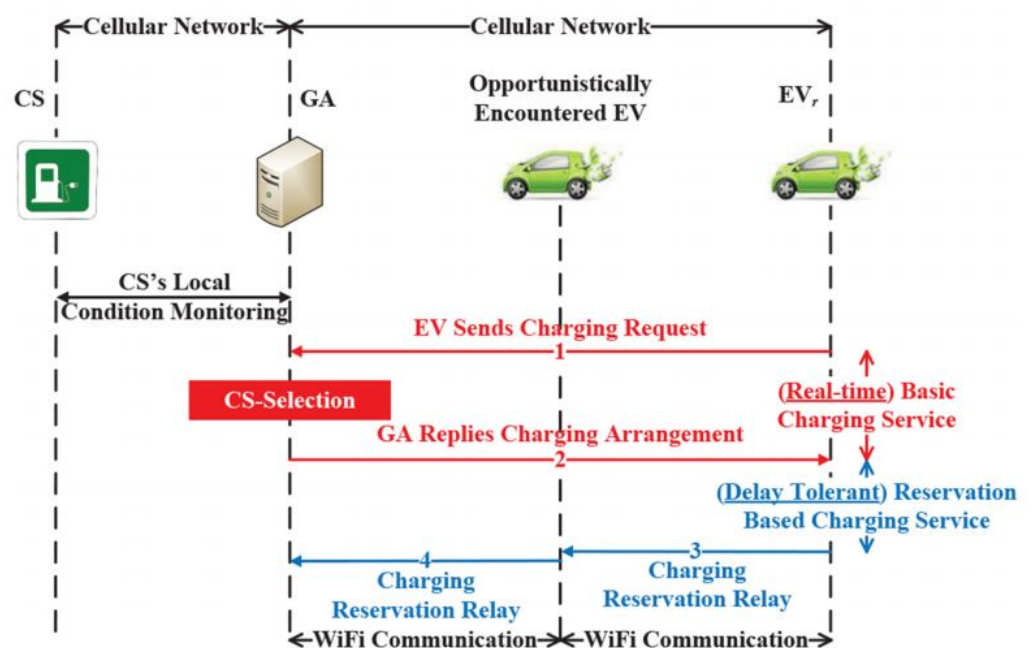 Cellular Network
Cellular Network
CS
GA
Opportunistically
Encountered EV
EVr
CS's Local
Condition Monitoring
EV Sends Charging Request
1
CS-Selection
(Real-time) Basic
Charging Service
GA Replies Charging Arrangement
2
(Delay Tolerant) Reservation
Based Charging Service
4
Charging
Reservation Relay
3
Charging
Reservation Relay
WiFi Communication
WiFi Communication